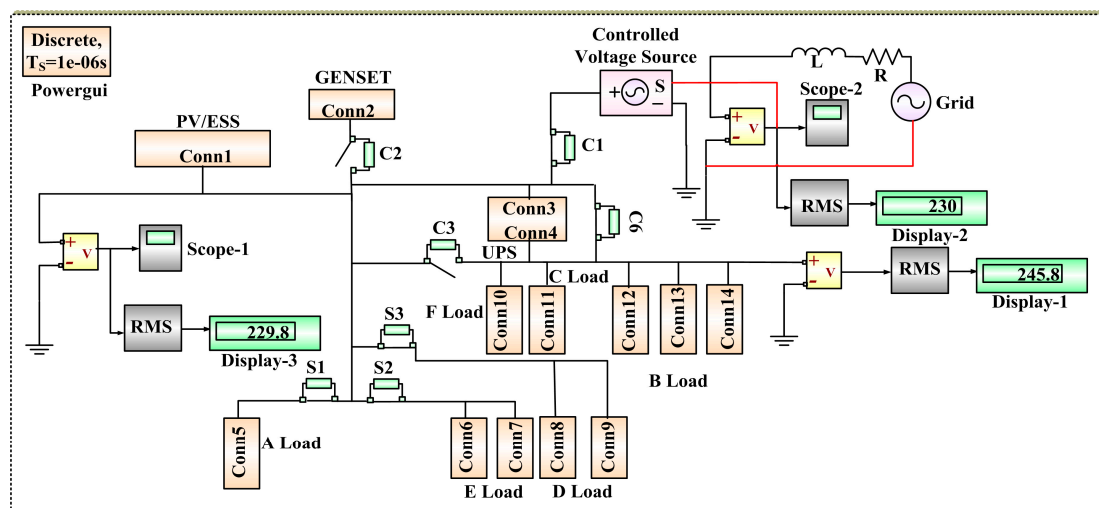 Discrete,
Ts=1e-06s
Powergui
GENSET
Conn2
C2
PV/ESS
Conn1
Controlled
Voltage Source
+ S
−
C1
L
R
Grid
Scope-2
+
-
V
RMS
230
Display-2
Conn3
Conn4
UPS
C6
C3
+
-
V
Scope-1
RMS
229.8
Display-3
C Load
F Load
Conn10
Conn11
Conn12
Conn13
Conn14
B Load
+
-
V
RMS
245.8
Display-1
S3
S1
S2
Conn5
A Load
Conn6
Conn7
E Load
Conn8
Conn9
D Load